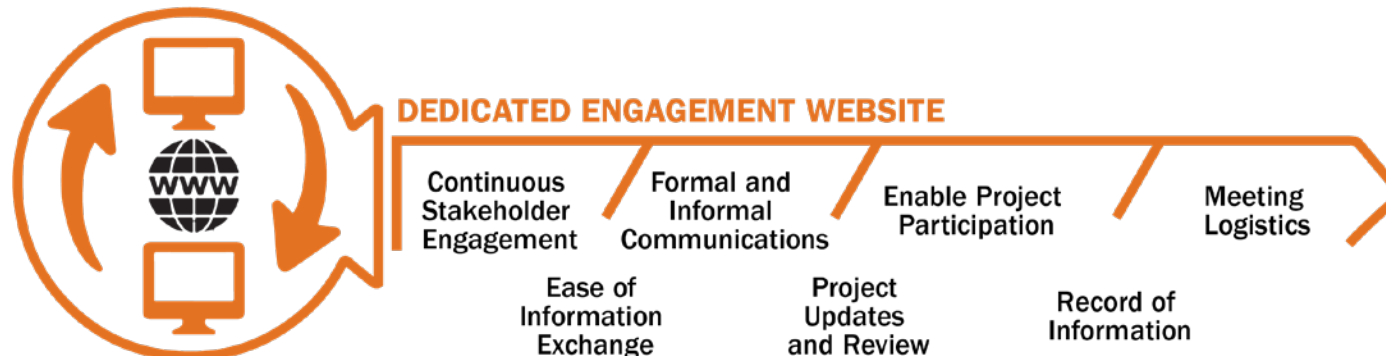 WWW
DEDICATED ENGAGEMENT WEBSITE
Continuous
Stakeholder
Engagement
Formal and
Informal
Communications
Enable Project
Participation
Meeting
Logistics
Ease of
Information
Exchange
Project
Updates
and Review
Record of
Information